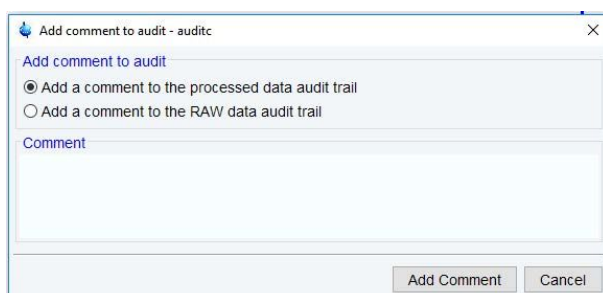 Add comment to audit - auditc
Add comment to audit
Add a comment to the processed data audit trail
Add a comment to the RAW data audit trail
Comment
Add Comment Cancel